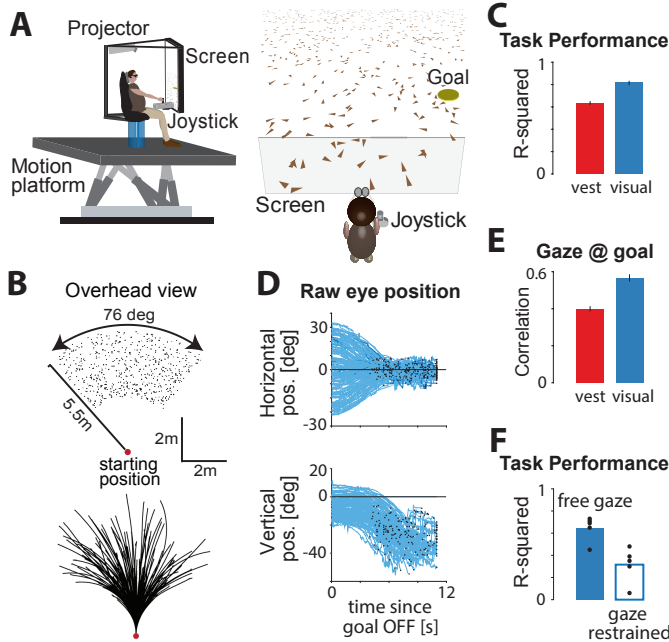 A
Projector
Screen
Joystick
Motion
platform
Goal
Screen
Joystick
B
Overhead view
76 deg
5.5m
2m
2m
starting
position
C
Task Performance
R-squared
1
0
vest
visual
D
Raw eye position
Horizontal
pos. [deg]
30
0
-30
Vertical
pos. [deg]
20
0
-40
0
12
time since
goal OFF [s]
E
Gaze @ goal
Correlation
0.6
0
vest
visual
F
Task Performance
R-squared
1
0
free gaze
gaze
restrained